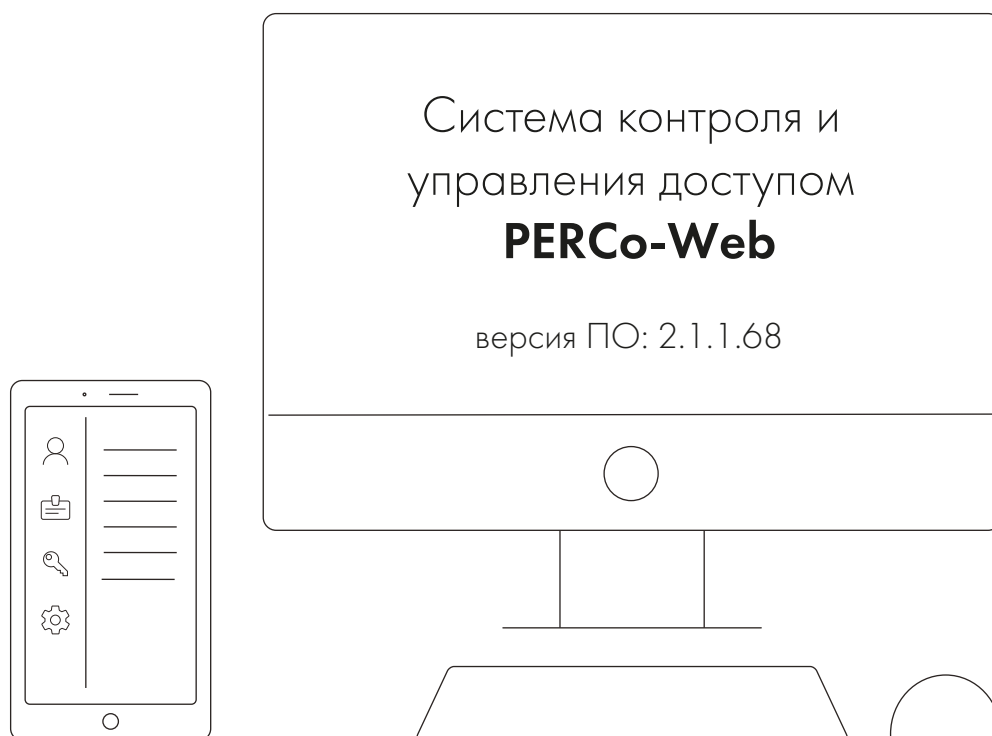 Система контроля и
управления доступом
PERCo-Web
версия ПО: 2.1.1.68